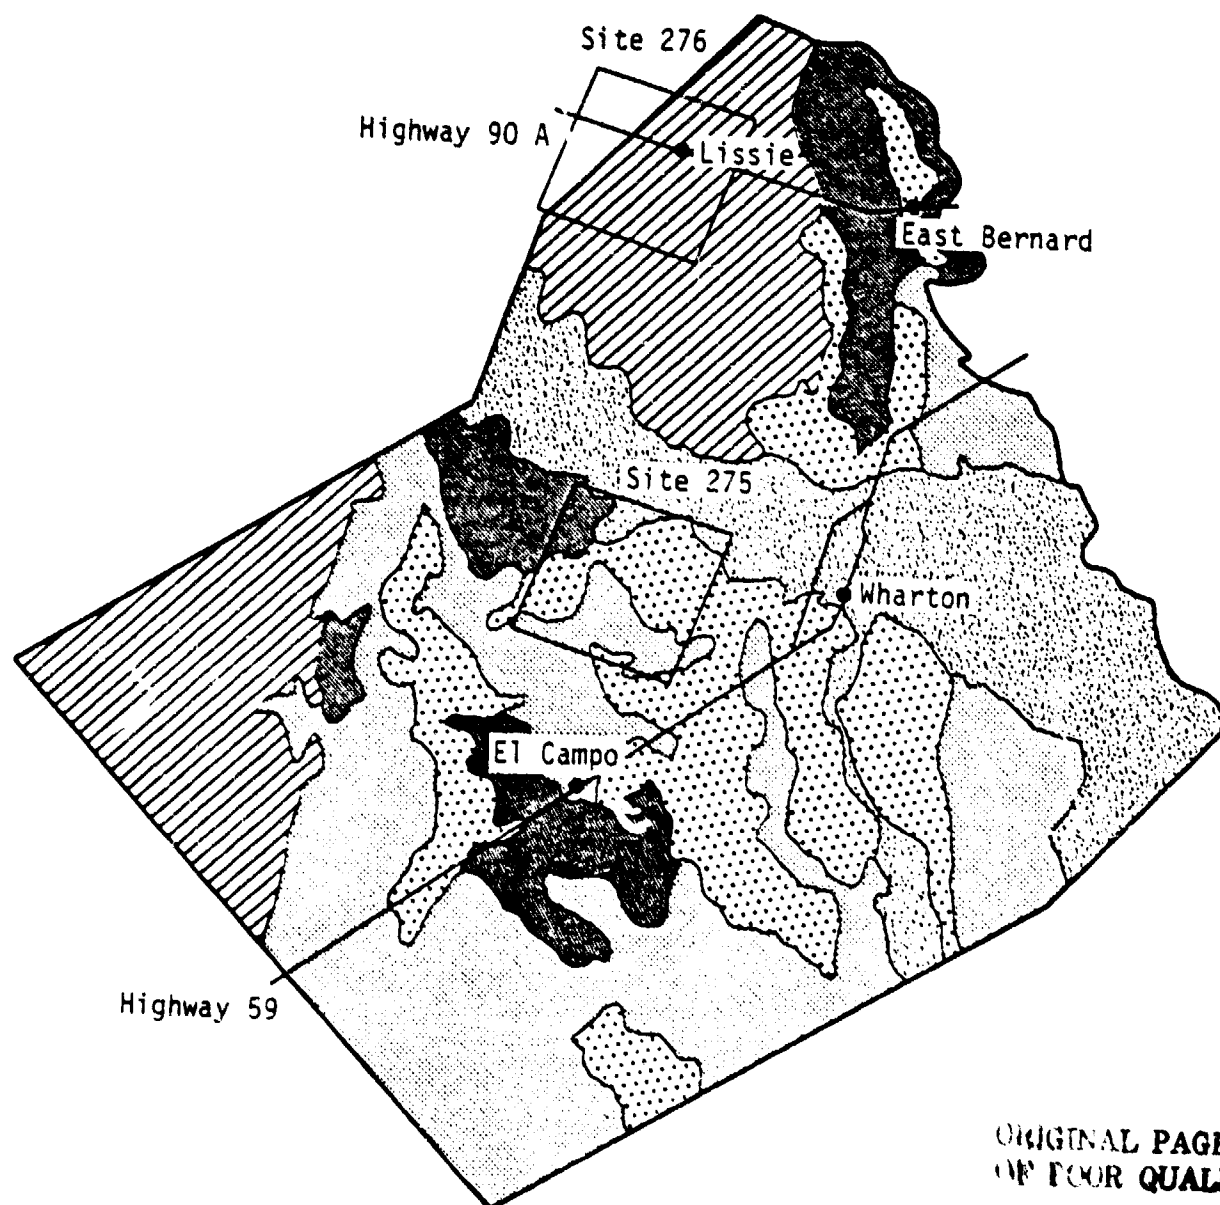 Site 276
Highway 90 A
Lissie
East Bernard
Site 275
Wharton
El Campo
Highway 59
ORIGINAL PAGE
OF POOR QUAL